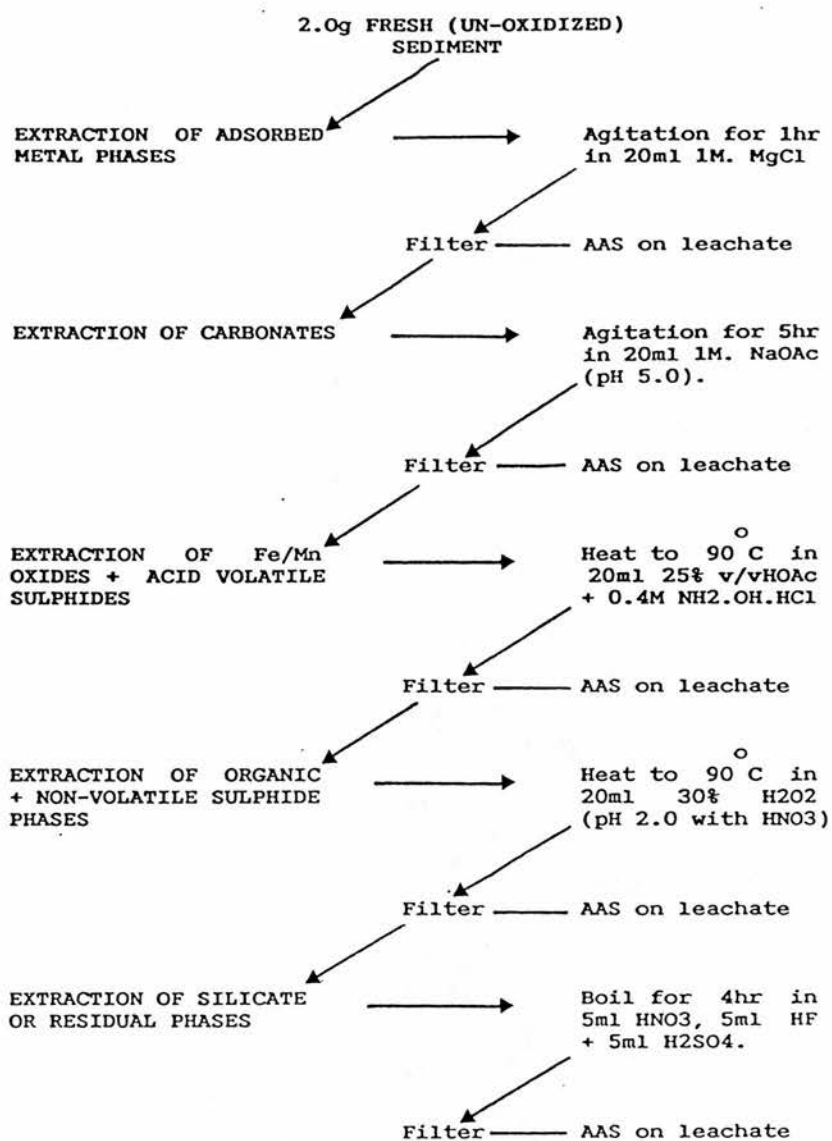 2.0g FRESH (UN-OXIDIZED)
SEDIMENT
EXTRACTION OF ADSORBED
METAL PHASES
Agitation for 1hr
in 20ml 1M. MgCl
Filter
AAS on leachate
EXTRACTION OF CARBONATES
Agitation for 5hr
in 20ml 1M. NaOAc
(pH 5.0).
Filter
AAS on leachate
EXTRACTION OF Fe/Mn
OXIDES + ACID VOLATILE
SULPHIDES
Heat to 90°C in
20ml 25% v/vHOAc
+ 0.4M NH2.OH.HCl
Filter
AAS on leachate
EXTRACTION OF ORGANIC
+ NON-VOLATILE SULPHIDE
PHASES
Heat to 90°C in
20ml 30% H2O2
(pH 2.0 with HNO3)
Filter
AAS on leachate
EXTRACTION OF SILICATE
OR RESIDUAL PHASES
Boil for 4hr in
5ml HNO3, 5ml HF
+ 5ml H2SO4.
Filter
AAS on leachate